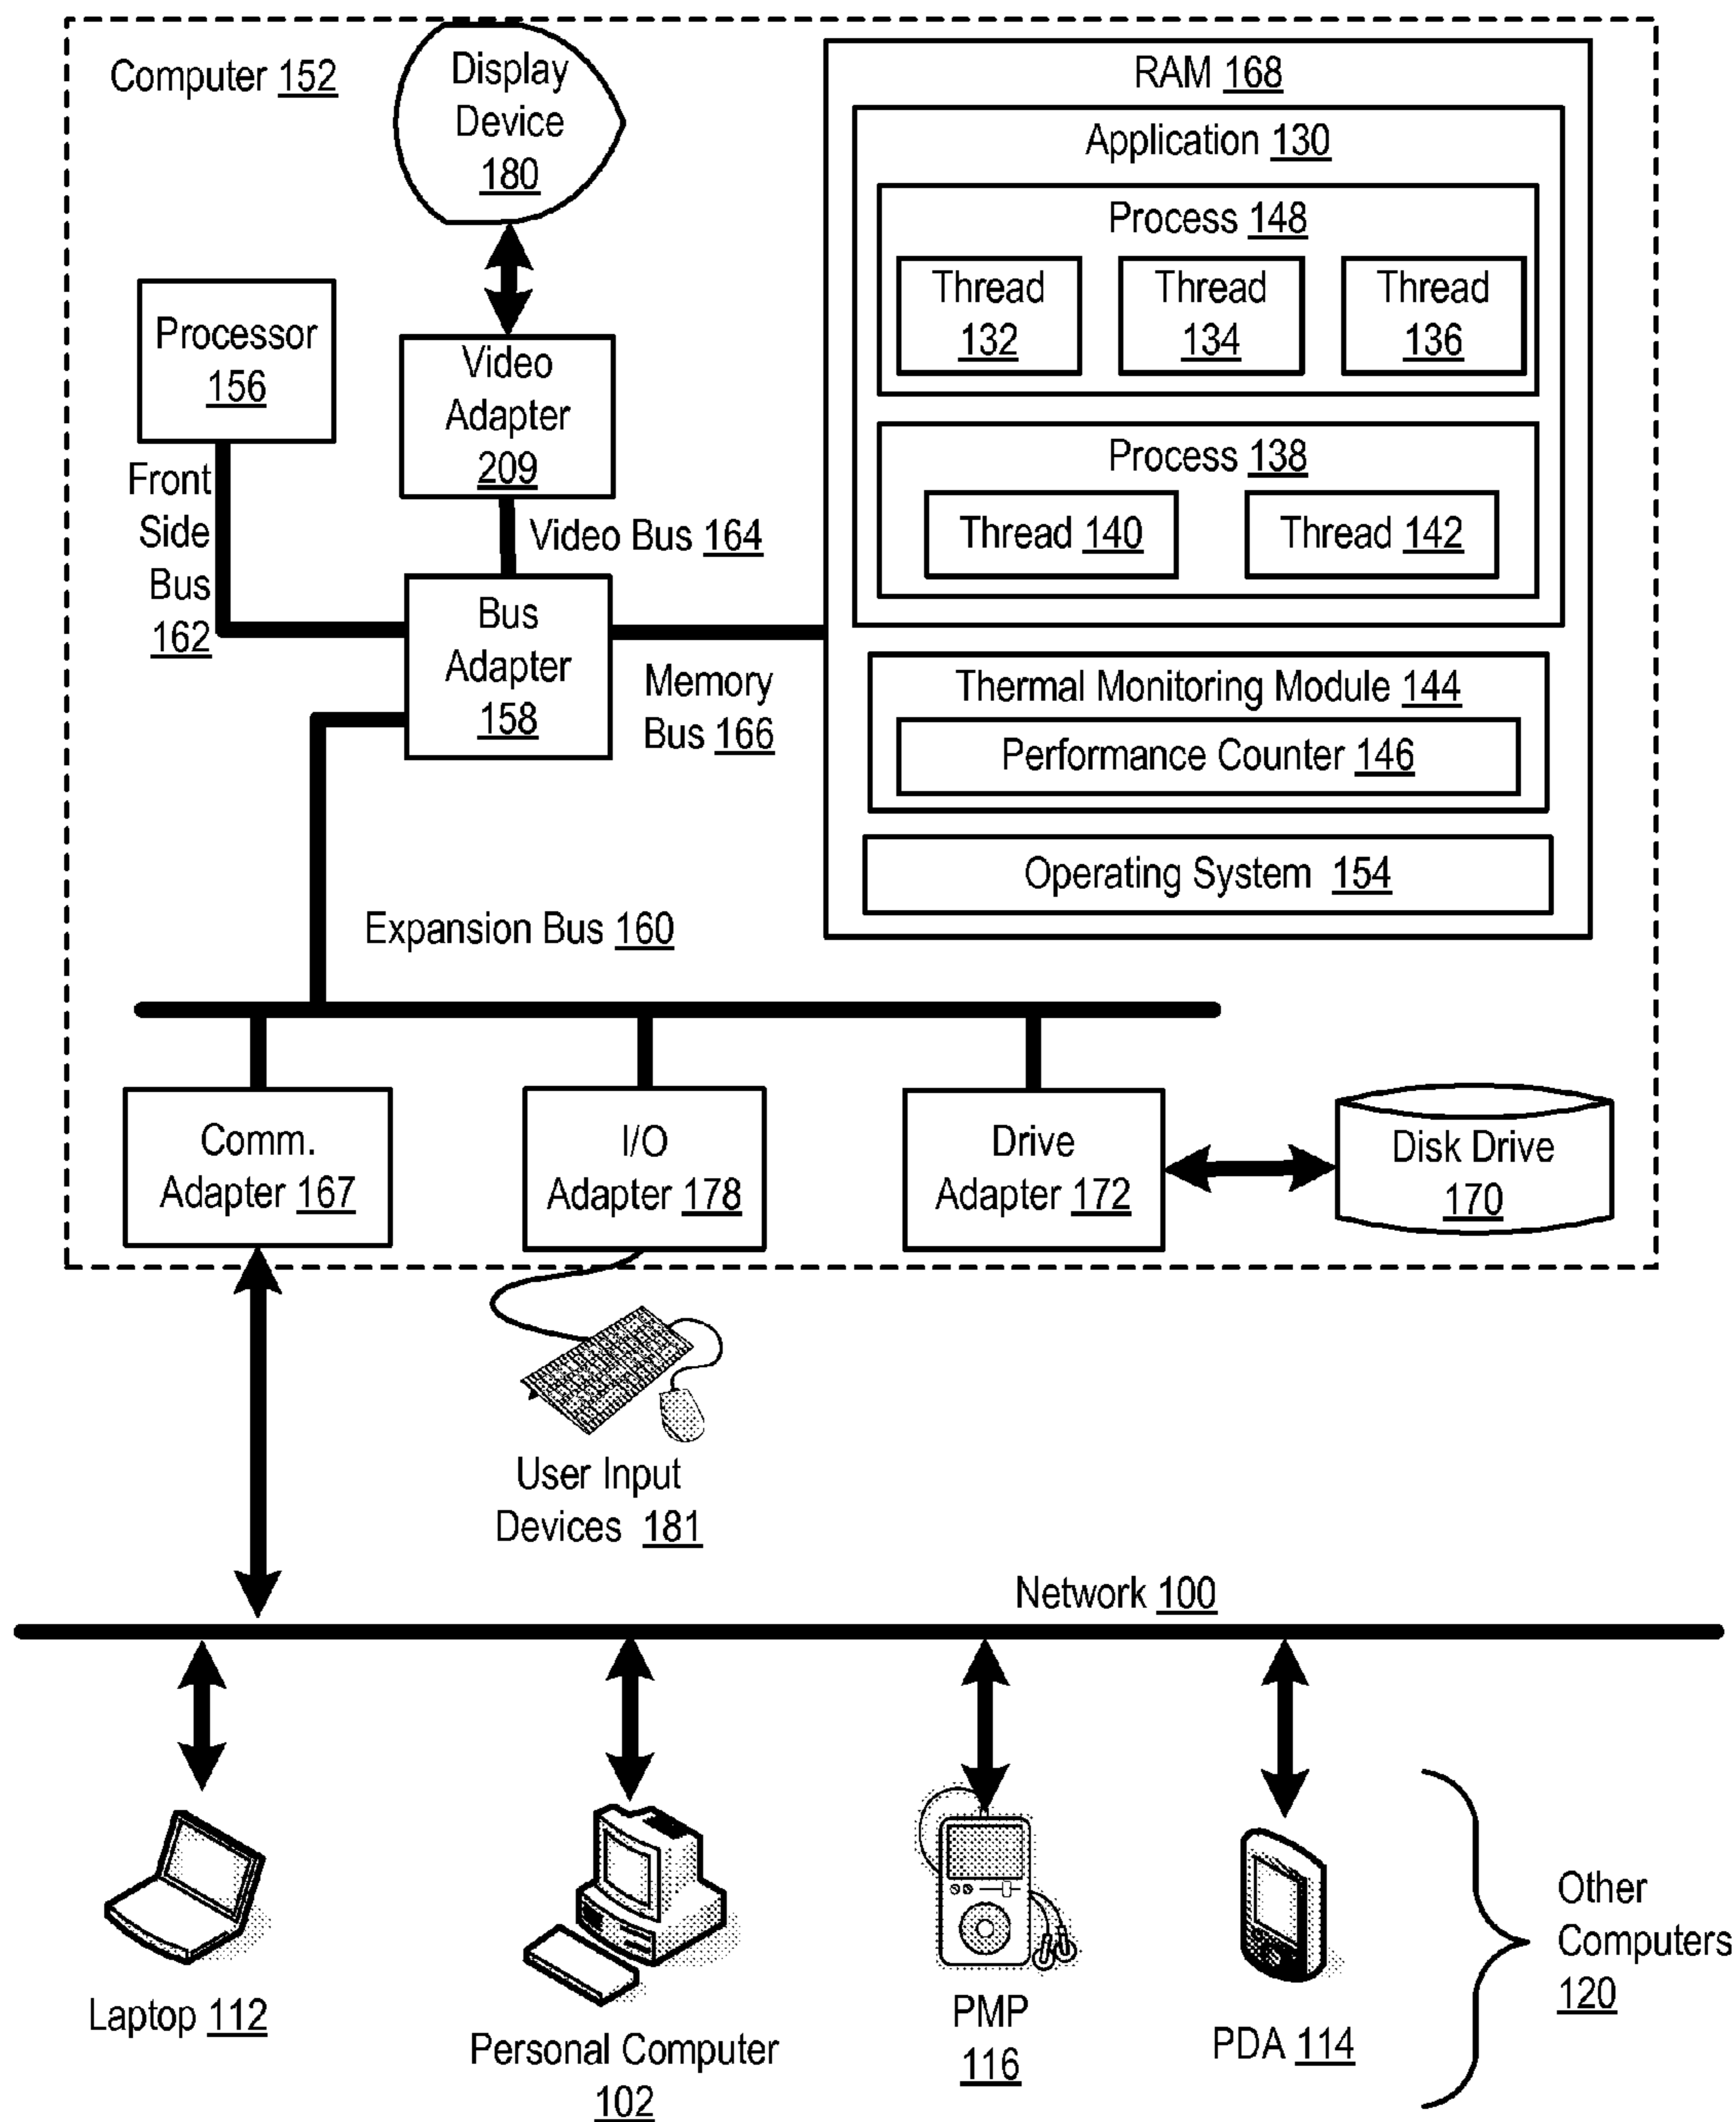 Computer 152
Display
Device
180
Processor
156
Video
Adapter
209
Front
Side
Bus
162
Video Bus 164
Bus
Adapter
158
Memory
Bus 166
RAM 168
Application 130
Process 148
Thread
132
Thread
134
Thread
136
Process 138
Thread 140
Thread 142
Thermal Monitoring Module 144
Performance Counter 146
Operating System 154
Expansion Bus 160
Comm.
Adapter 167
I/O
Adapter 178
Drive
Adapter 172
Disk Drive
170
User Input
Devices 181
Network 100
Laptop 112
Personal Computer
102
PMP
116
PDA 114
Other
Computers
120